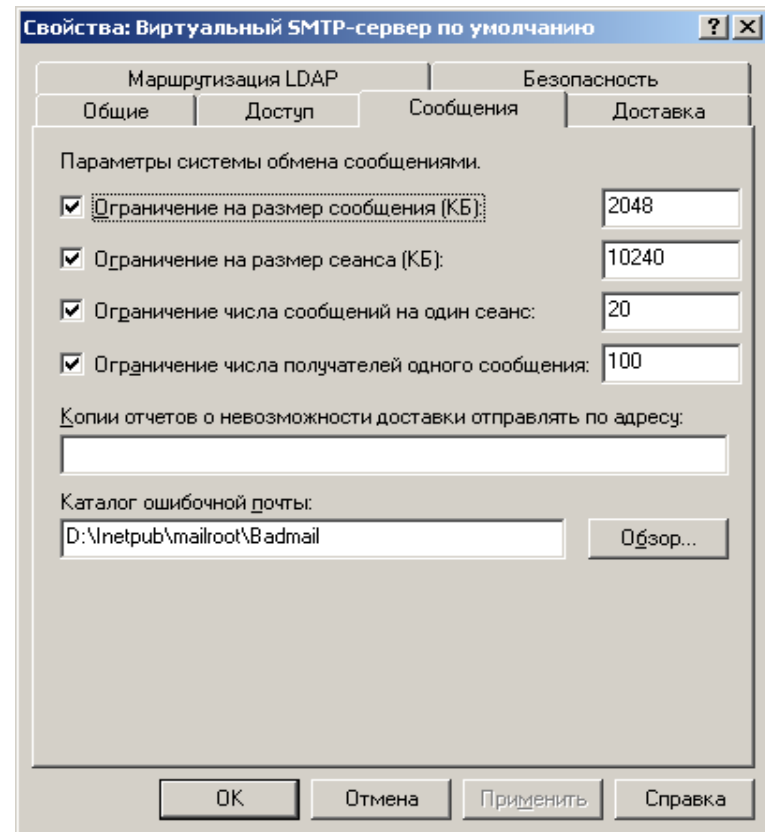 Свойства: Виртуальный SMTP-сервер по умолчанию
Маршрутизация LDAP Безопасность
Общие Доступ Сообщения Доставка
Параметры системы обмена сообщениями.
Ограничение на размер сообщения (КБ): 2048
Ограничение на размер сеанса (КБ): 10240
Ограничение числа сообщений на один сеанс: 20
Ограничение числа получателей одного сообщения: 100
Копии отчетов о невозможности доставки отправлять по адресу:
Каталог ошибочной почты:
D:\Inetpub\mailroot\Badmail Обзор...
OK Отмена Применить Справка